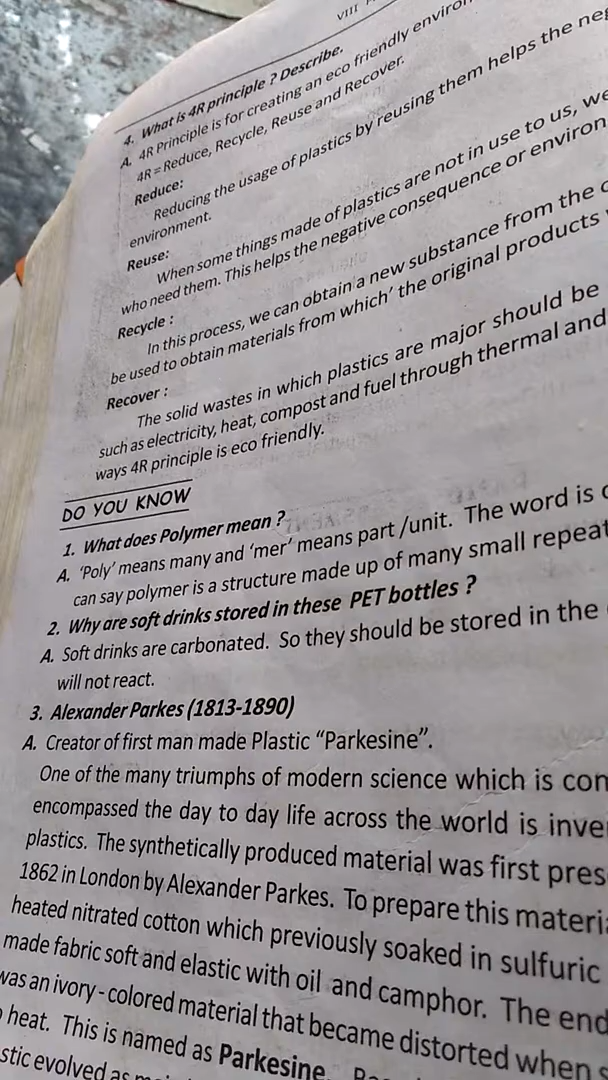 VIII
4. What is 4R principle ? Describe.
A. 4R Principle is for creating an eco friendly
4R = Reduce, Recycle, Reuse and Recover.
Reduce:
Reducing the usage of plastics by reusing them helps the
environment.
Reuse:
When some things made of plastics are not in use to us, we
who need them. This helps the negative consequence or
Recycle :
In this process, we can obtain a new substance from the
be used to obtain materials from which' the original products
Recover :
The solid wastes in which plastics are major should be
such as electricity, heat, compost and fuel through thermal and
ways 4R principle is eco friendly.
DO YOU KNOW
1. What does Polymer mean ?
A. 'Poly' means many and 'mer' means part /unit. The word is
can say polymer is a structure made up of many small
2. Why are soft drinks stored in these PET bottles ?
A. Soft drinks are carbonated. So they should be stored in the
will not react.
3. Alexander Parkes (1813-1890)
A. Creator of first man made Plastic "Parkesine".
One of the many triumphs of modern science which is
encompassed the day to day life across the world is
plastics. The synthetically produced material was first
1862 in London by Alexander Parkes. To prepare this
heated nitrated cotton which previously soaked in sulfuric
made fabric soft and elastic with oil and camphor. The end
was an ivory - colored material that became distorted when
heat. This is named as Parkesine.
evolved as